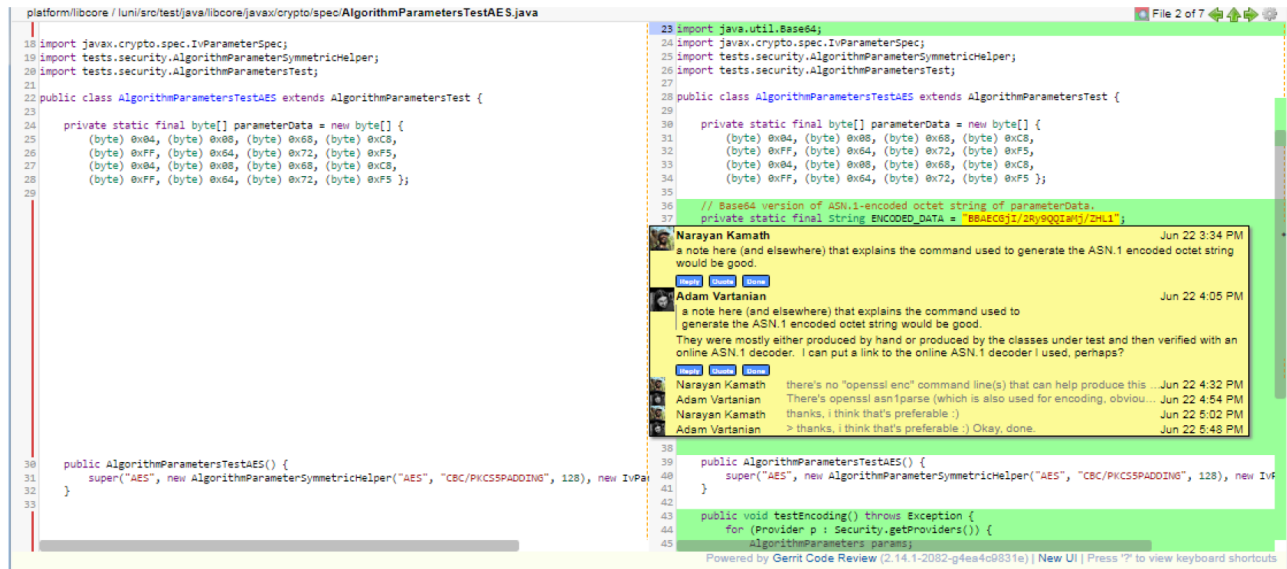 platform/libcore / luni/src/test/java/libcore/javax/crypto/spec/AlgorithmParametersTestAES.java
File 2 of 7
18 import javax.crypto.spec.IvParameterSpec;
19 import tests.security.AlgorithmParameterSymmetricHelper;
20 import tests.security.AlgorithmParametersTest;
21
22 public class AlgorithmParametersTestAES extends AlgorithmParametersTest {
23
24 private static final byte[] parameterData = new byte[] {
25 (byte) 0x04, (byte) 0x08, (byte) 0x68, (byte) 0xC8,
26 (byte) 0xFF, (byte) 0x64, (byte) 0x72, (byte) 0xF5,
27 (byte) 0x04, (byte) 0x08, (byte) 0x68, (byte) 0xC8,
28 (byte) 0xFF, (byte) 0x64, (byte) 0x72, (byte) 0xF5 };
29
30 public AlgorithmParametersTestAES() {
31 super("AES", new AlgorithmParameterSymmetricHelper("AES", "CBC/PKCS5PADDING", 128), new IvPa
32 }
33
23 import java.util.Base64;
24 import javax.crypto.spec.IvParameterSpec;
25 import tests.security.AlgorithmParameterSymmetricHelper;
26 import tests.security.AlgorithmParametersTest;
27
28 public class AlgorithmParametersTestAES extends AlgorithmParametersTest {
29
30 private static final byte[] parameterData = new byte[] {
31 (byte) 0x04, (byte) 0x08, (byte) 0x68, (byte) 0xC8,
32 (byte) 0xFF, (byte) 0x64, (byte) 0x72, (byte) 0xF5,
33 (byte) 0x04, (byte) 0x08, (byte) 0x68, (byte) 0xC8,
34 (byte) 0xFF, (byte) 0x64, (byte) 0x72, (byte) 0xF5 };
35
36 // Base64 version of ASN.1-encoded octet string of parameterData.
37 private static final String ENCODED_DATA = "BBAECGjI/2Ry9QQIaMj/ZHL1";
Narayan Kamath Jun 22 3:34 PM
a note here (and elsewhere) that explains the command used to generate the ASN.1 encoded octet string
would be good.
Reply Quote Done
Adam Vartanian Jun 22 4:05 PM
a note here (and elsewhere) that explains the command used to
generate the ASN.1 encoded octet string would be good.
They were mostly either produced by hand or produced by the classes under test and then verified with an
online ASN.1 decoder. I can put a link to the online ASN.1 decoder I used, perhaps?
Reply Quote Done
Narayan Kamath there's no "openssl enc" command line(s) that can help produce this ... Jun 22 4:32 PM
Adam Vartanian There's openssl asn1parse (which is also used for encoding, obviou... Jun 22 4:54 PM
Narayan Kamath thanks, i think that's preferable :) Jun 22 5:02 PM
Adam Vartanian > thanks, i think that's preferable :) Okay, done. Jun 22 5:48 PM
38
39 public AlgorithmParametersTestAES() {
40 super("AES", new AlgorithmParameterSymmetricHelper("AES", "CBC/PKCS5PADDING", 128), new IvP
41 }
42
43 public void testEncoding() throws Exception {
44 for (Provider p : Security.getProviders()) {
45 AlgorithmParameters params;
Powered by Gerrit Code Review (2.14.1-2082-g4ea4c9831e) | New UI | Press '?' to view keyboard shortcuts